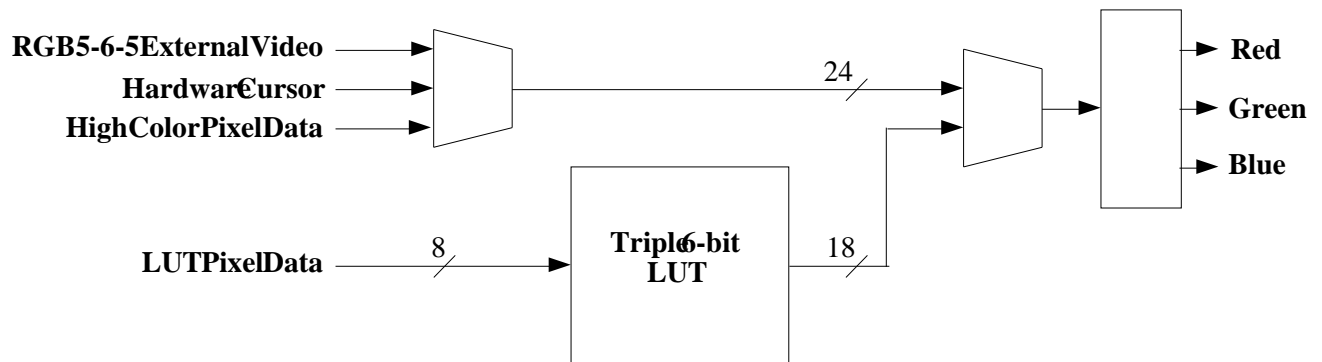 RGB5-6-5ExternalVideo
HardwareCursor
HighColorPixelData
24
Red
Green
Blue
LUTPixelData
8
Triple6-bit
LUT
18